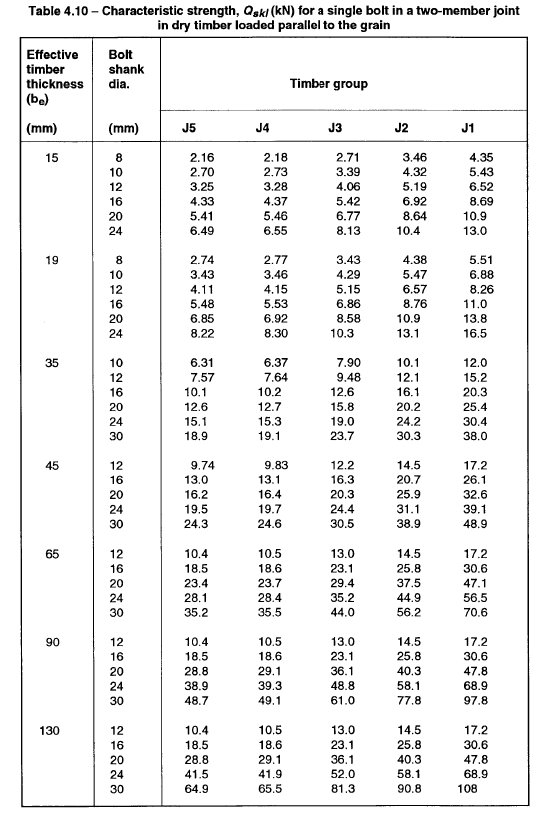 Table 4.10 – Characteristic strength, Qskl (kN) for a single bolt in a two-member joint
in dry timber loaded parallel to the grain
Effective Bolt
timber shank
thickness dia. Timber group
(be)
(mm) (mm) J5 J4 J3 J2 J1
15 8 2.16 2.18 2.71 3.46 4.35
10 2.70 2.73 3.39 4.32 5.43
12 3.25 3.28 4.06 5.19 6.52
16 4.33 4.37 5.42 6.92 8.69
20 5.41 5.46 6.77 8.64 10.9
24 6.49 6.55 8.13 10.4 13.0
19 8 2.74 2.77 3.43 4.38 5.51
10 3.43 3.46 4.29 5.47 6.88
12 4.11 4.15 5.15 6.57 8.26
16 5.48 5.53 6.86 8.76 11.0
20 6.85 6.92 8.58 10.9 13.8
24 8.22 8.30 10.3 13.1 16.5
35 10 6.31 6.37 7.90 10.1 12.0
12 7.57 7.64 9.48 12.1 15.2
16 10.1 10.2 12.6 16.1 20.3
20 12.6 12.7 15.8 20.2 25.4
24 15.1 15.3 19.0 24.2 30.4
30 18.9 19.1 23.7 30.3 38.0
45 12 9.74 9.83 12.2 14.5 17.2
16 13.0 13.1 16.3 20.7 26.1
20 16.2 16.4 20.3 25.9 32.6
24 19.5 19.7 24.4 31.1 39.1
30 24.3 24.6 30.5 38.9 48.9
65 12 10.4 10.5 13.0 14.5 17.2
16 18.5 18.6 23.1 25.8 30.6
20 23.4 23.7 29.4 37.5 47.1
24 28.1 28.4 35.2 44.9 56.5
30 35.2 35.5 44.0 56.2 70.6
90 12 10.4 10.5 13.0 14.5 17.2
16 18.5 18.6 23.1 25.8 30.6
20 28.8 29.1 36.1 40.3 47.8
24 38.9 39.3 48.8 58.1 68.9
30 48.7 49.1 61.0 77.8 97.8
130 12 10.4 10.5 13.0 14.5 17.2
16 18.5 18.6 23.1 25.8 30.6
20 28.8 29.1 36.1 40.3 47.8
24 41.5 41.9 52.0 58.1 68.9
30 64.9 65.5 81.3 90.8 108